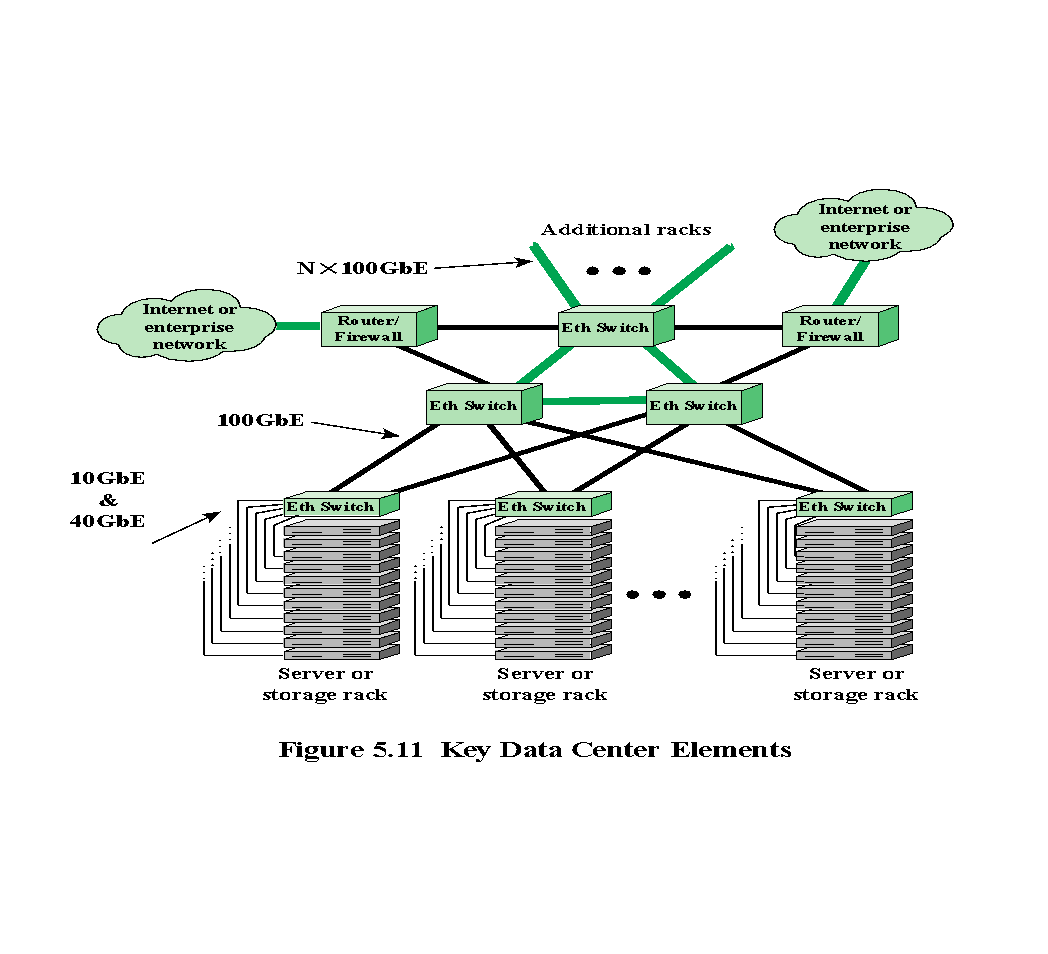 Internet or
enterprise
network
Additional racks
N×100GbE
Internet or
enterprise
network
Router/
Firewall
Eth Switch
Router/
Firewall
Eth Switch
Eth Switch
100GbE
10GbE
&
40GbE
Eth Switch
Eth Switch
Eth Switch
Server or
storage rack
Server or
storage rack
Server or
storage rack
Figure 5.11 Key Data Center Elements